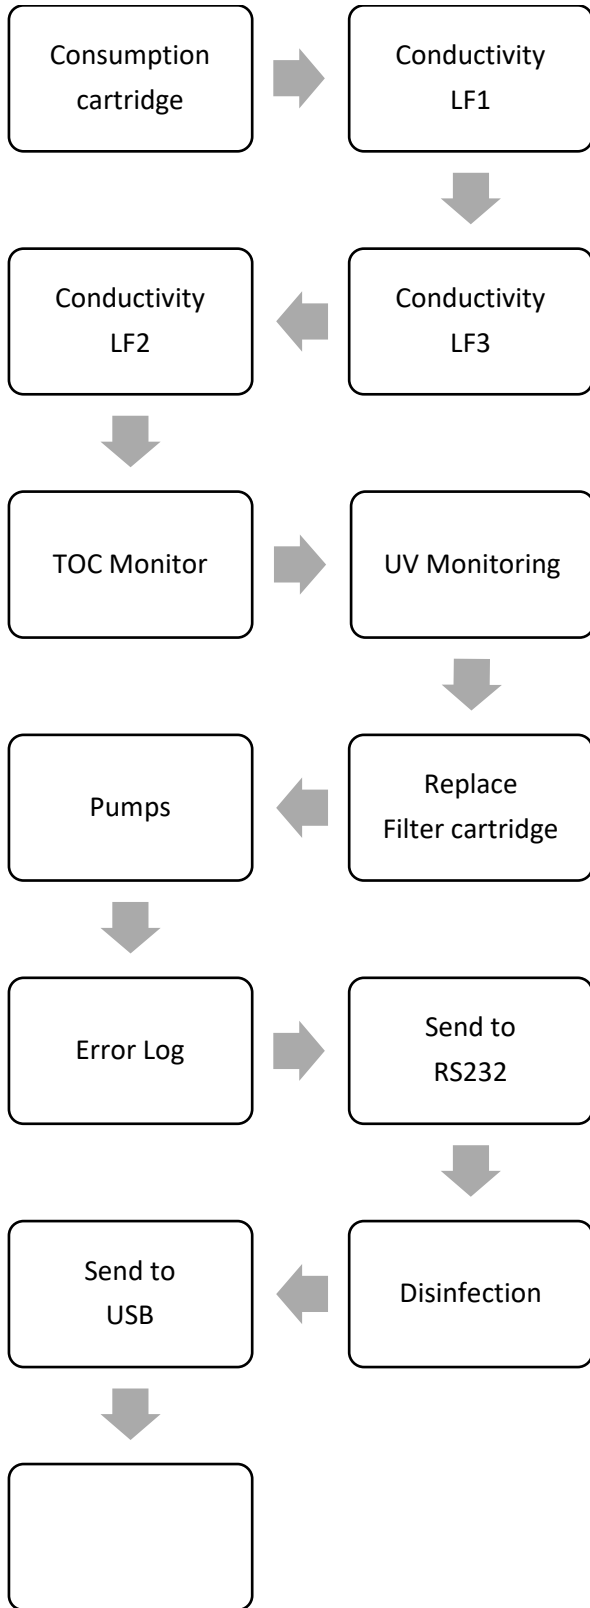 Consumption
cartridge
Conductivity
LF1
Conductivity
LF2
Conductivity
LF3
TOC Monitor
UV Monitoring
Pumps
Replace
Filter cartridge
Error Log
Send to
RS232
Send to
USB
Disinfection